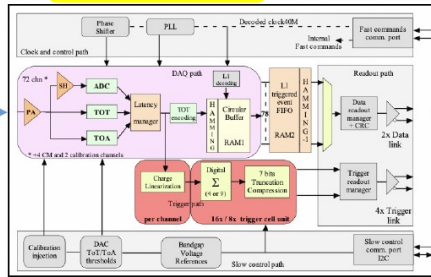 Phase
Shifter
PLL
Decoded clock40M
Internal
Fast commands
Fast commands
comm. port
Clock and control path
DAQ path
Readout path
72 chn *
SH
ADC
PA
TOT
TOA
Latency
manager
TOT
encoding
HAMMING
L1
decoding
Circular
Buffer
RAM1
78
L1
triggered
event
FIFO
RAM2
HAMMING-1
Data
readout
manager
+ CRC
2x Data
link
* +4 CM and 2 calibration channels
Charge
Linearization
Trigger path
per channel
Digital
Σ
(4 or 9)
7 bits
Truncation
Compression
16x / 8x trigger cell unit
Trigger
readout
manager
4x Trigger
link
Calibration
injection
DAC
ToT/ToA
thresholds
Bandgap
Voltage
References
Slow control path
Slow control
comm. port
I2C